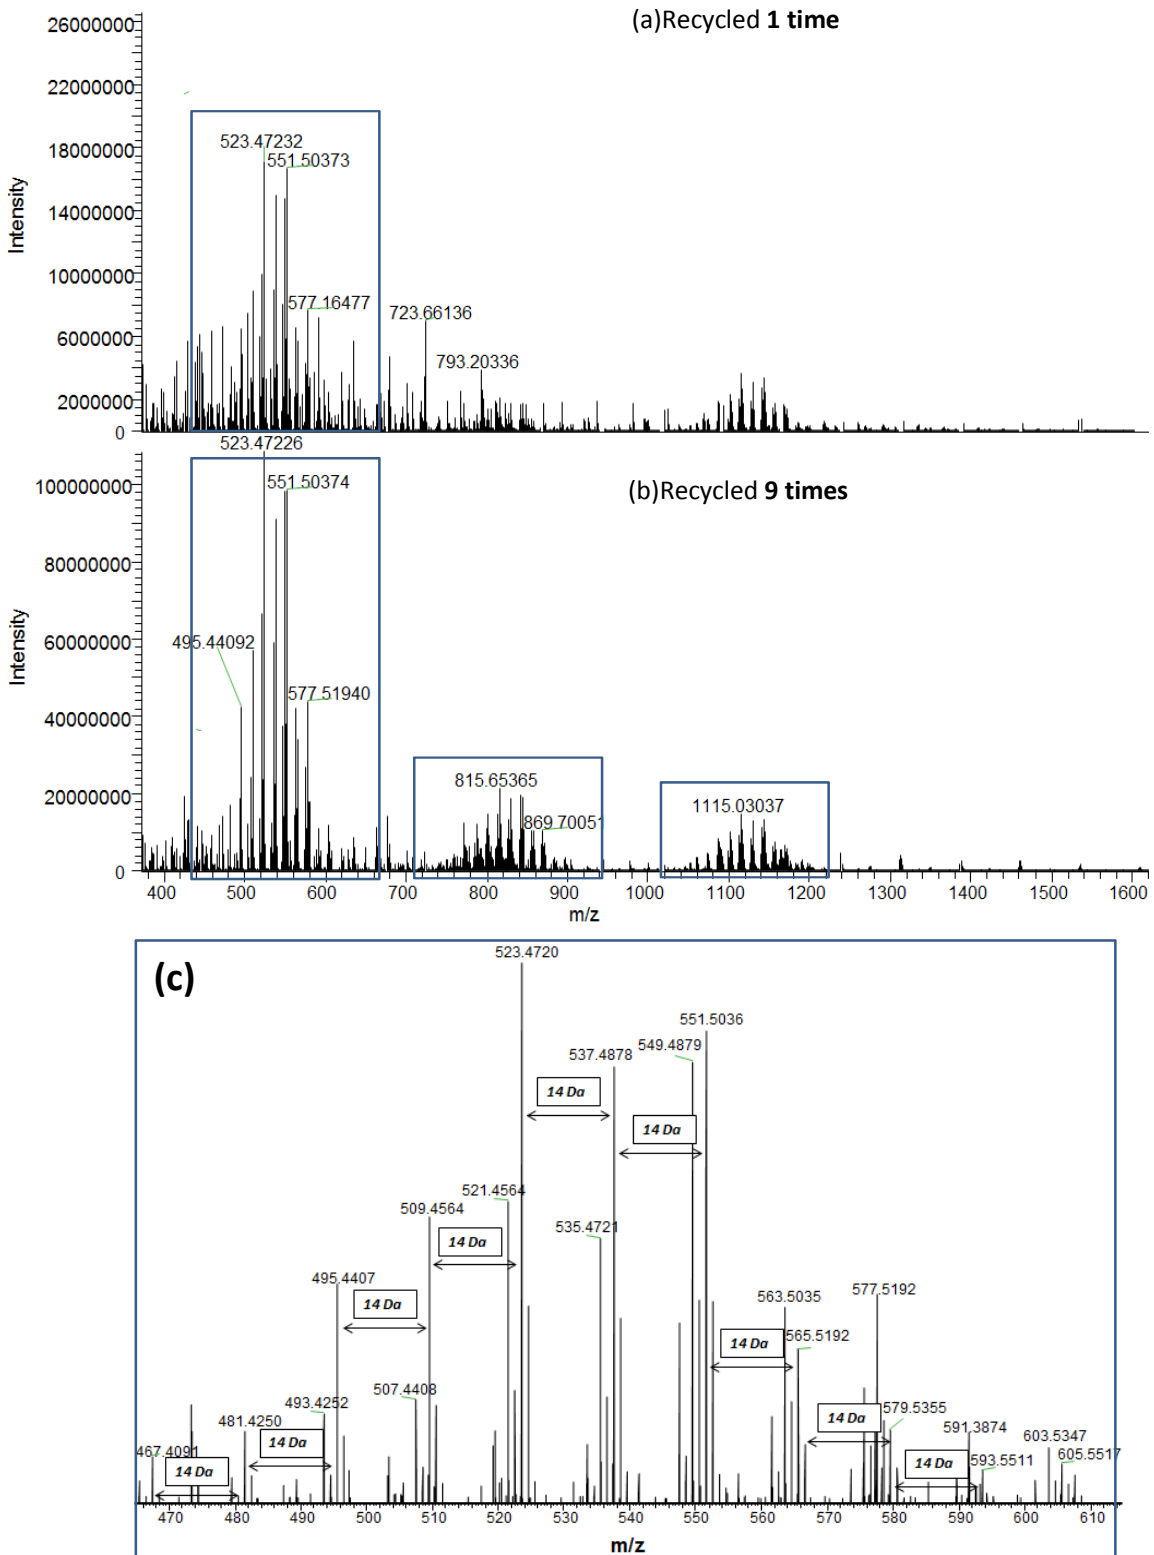 (a)Recycled 1 time
26000000
22000000
18000000
14000000
10000000
6000000
2000000
0
Intensity
523.47232
551.50373
577.16477
723.66136
793.20336
(b)Recycled 9 times
100000000
80000000
60000000
40000000
20000000
0
Intensity
523.47226
551.50374
495.44092
577.51940
815.65365
869.70051
1115.03037
400 500 600 700 800 900 1000 1100 1200 1300 1400 1500 1600
m/z
(c)
523.4720
551.5036
549.4879
537.4878
14 Da
14 Da
521.4564
509.4564
535.4721
14 Da
495.4407
14 Da
563.5035
577.5192
14 Da
565.5192
507.4408
493.4252
481.4250
14 Da
14 Da
579.5355
591.3874
603.5347
605.5517
467.4091
14 Da
14 Da
593.5511
470 480 490 500 510 520 530 540 550 560 570 580 590 600 610
m/z